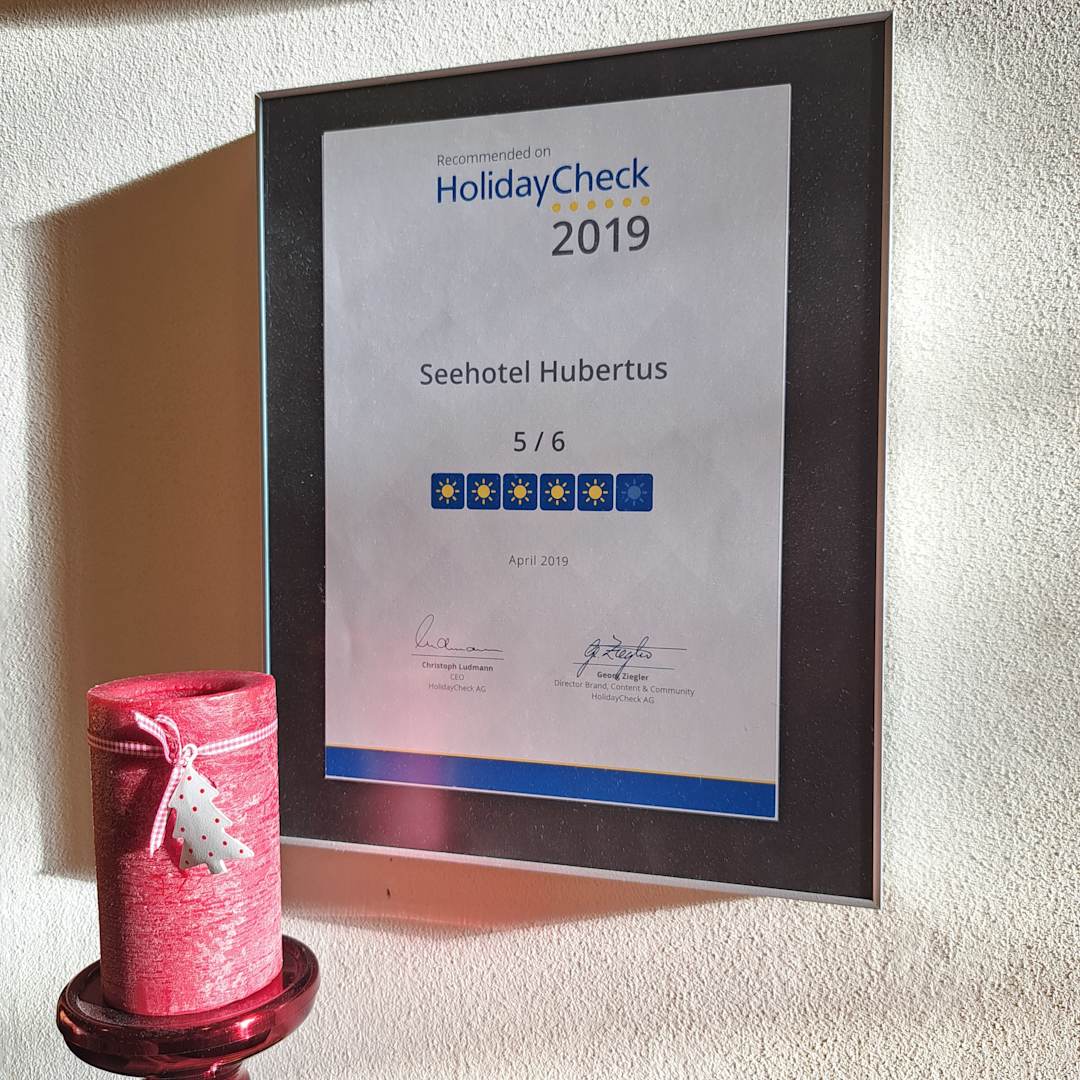 Recommended on
HolidayCheck
2019
Seehotel Hubertus
5 / 6
April 2019
Christoph Ludmann
CEO
HolidayCheck AG
Georg Ziegler
Director Brand, Content & Community
HolidayCheck AG